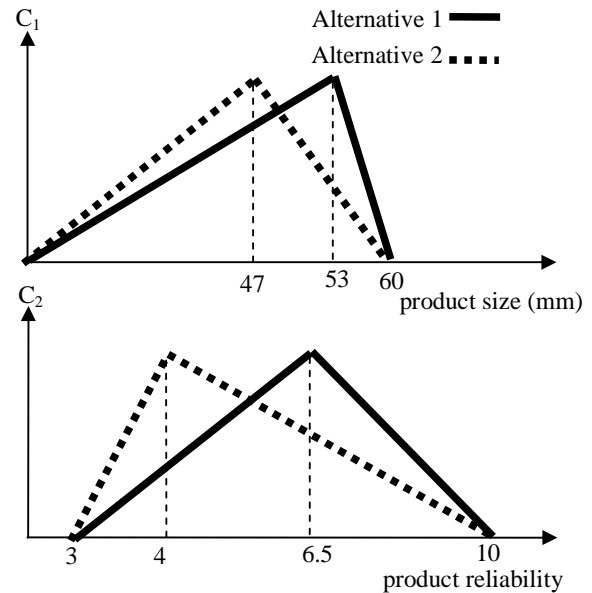 C1
Alternative 1
Alternative 2
47 53 60
product size (mm)
C2
3 4 6.5 10
product reliability